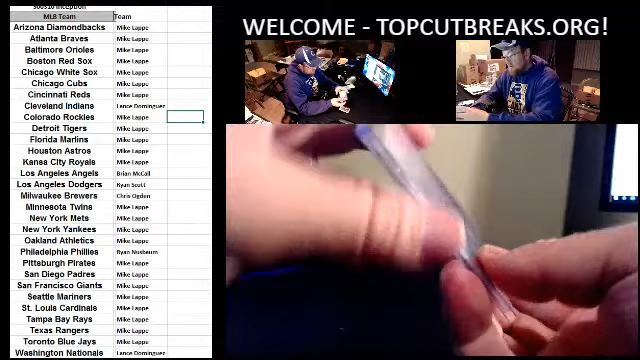 WELCOME - TOPCUTBREAKS.ORG!
MLB Team Team
Arizona Diamondbacks Mike Lappe
Atlanta Braves Mike Lappe
Baltimore Orioles Mike Lappe
Boston Red Sox Mike Lappe
Chicago White Sox Mike Lappe
Chicago Cubs Mike Lappe
Cincinnati Reds Mike Lappe
Cleveland Indians Lance Dominguez
Colorado Rockies Mike Lappe
Detroit Tigers Mike Lappe
Florida Marlins Mike Lappe
Houston Astros Mike Lappe
Kansa City Royals Mike Lappe
Los Angeles Angels Brian McCall
Los Angeles Dodgers Ryan Scott
Milwaukee Brewers Chris Ogden
Minnesota Twins Mike Lappe
New York Mets Mike Lappe
New York Yankees Mike Lappe
Oakland Athletics Mike Lappe
Philadelphia Phillies Ryan Nusbaum
Pittsburgh Pirates Mike Lappe
San Diego Padres Mike Lappe
San Francisco Giants Mike Lappe
Seattle Mariners Mike Lappe
St. Louis Cardinals Mike Lappe
Tampa Bay Rays Mike Lappe
Texas Rangers Mike Lappe
Toronto Blue Jays Mike Lappe
Washington Nationals Lance Dominguez